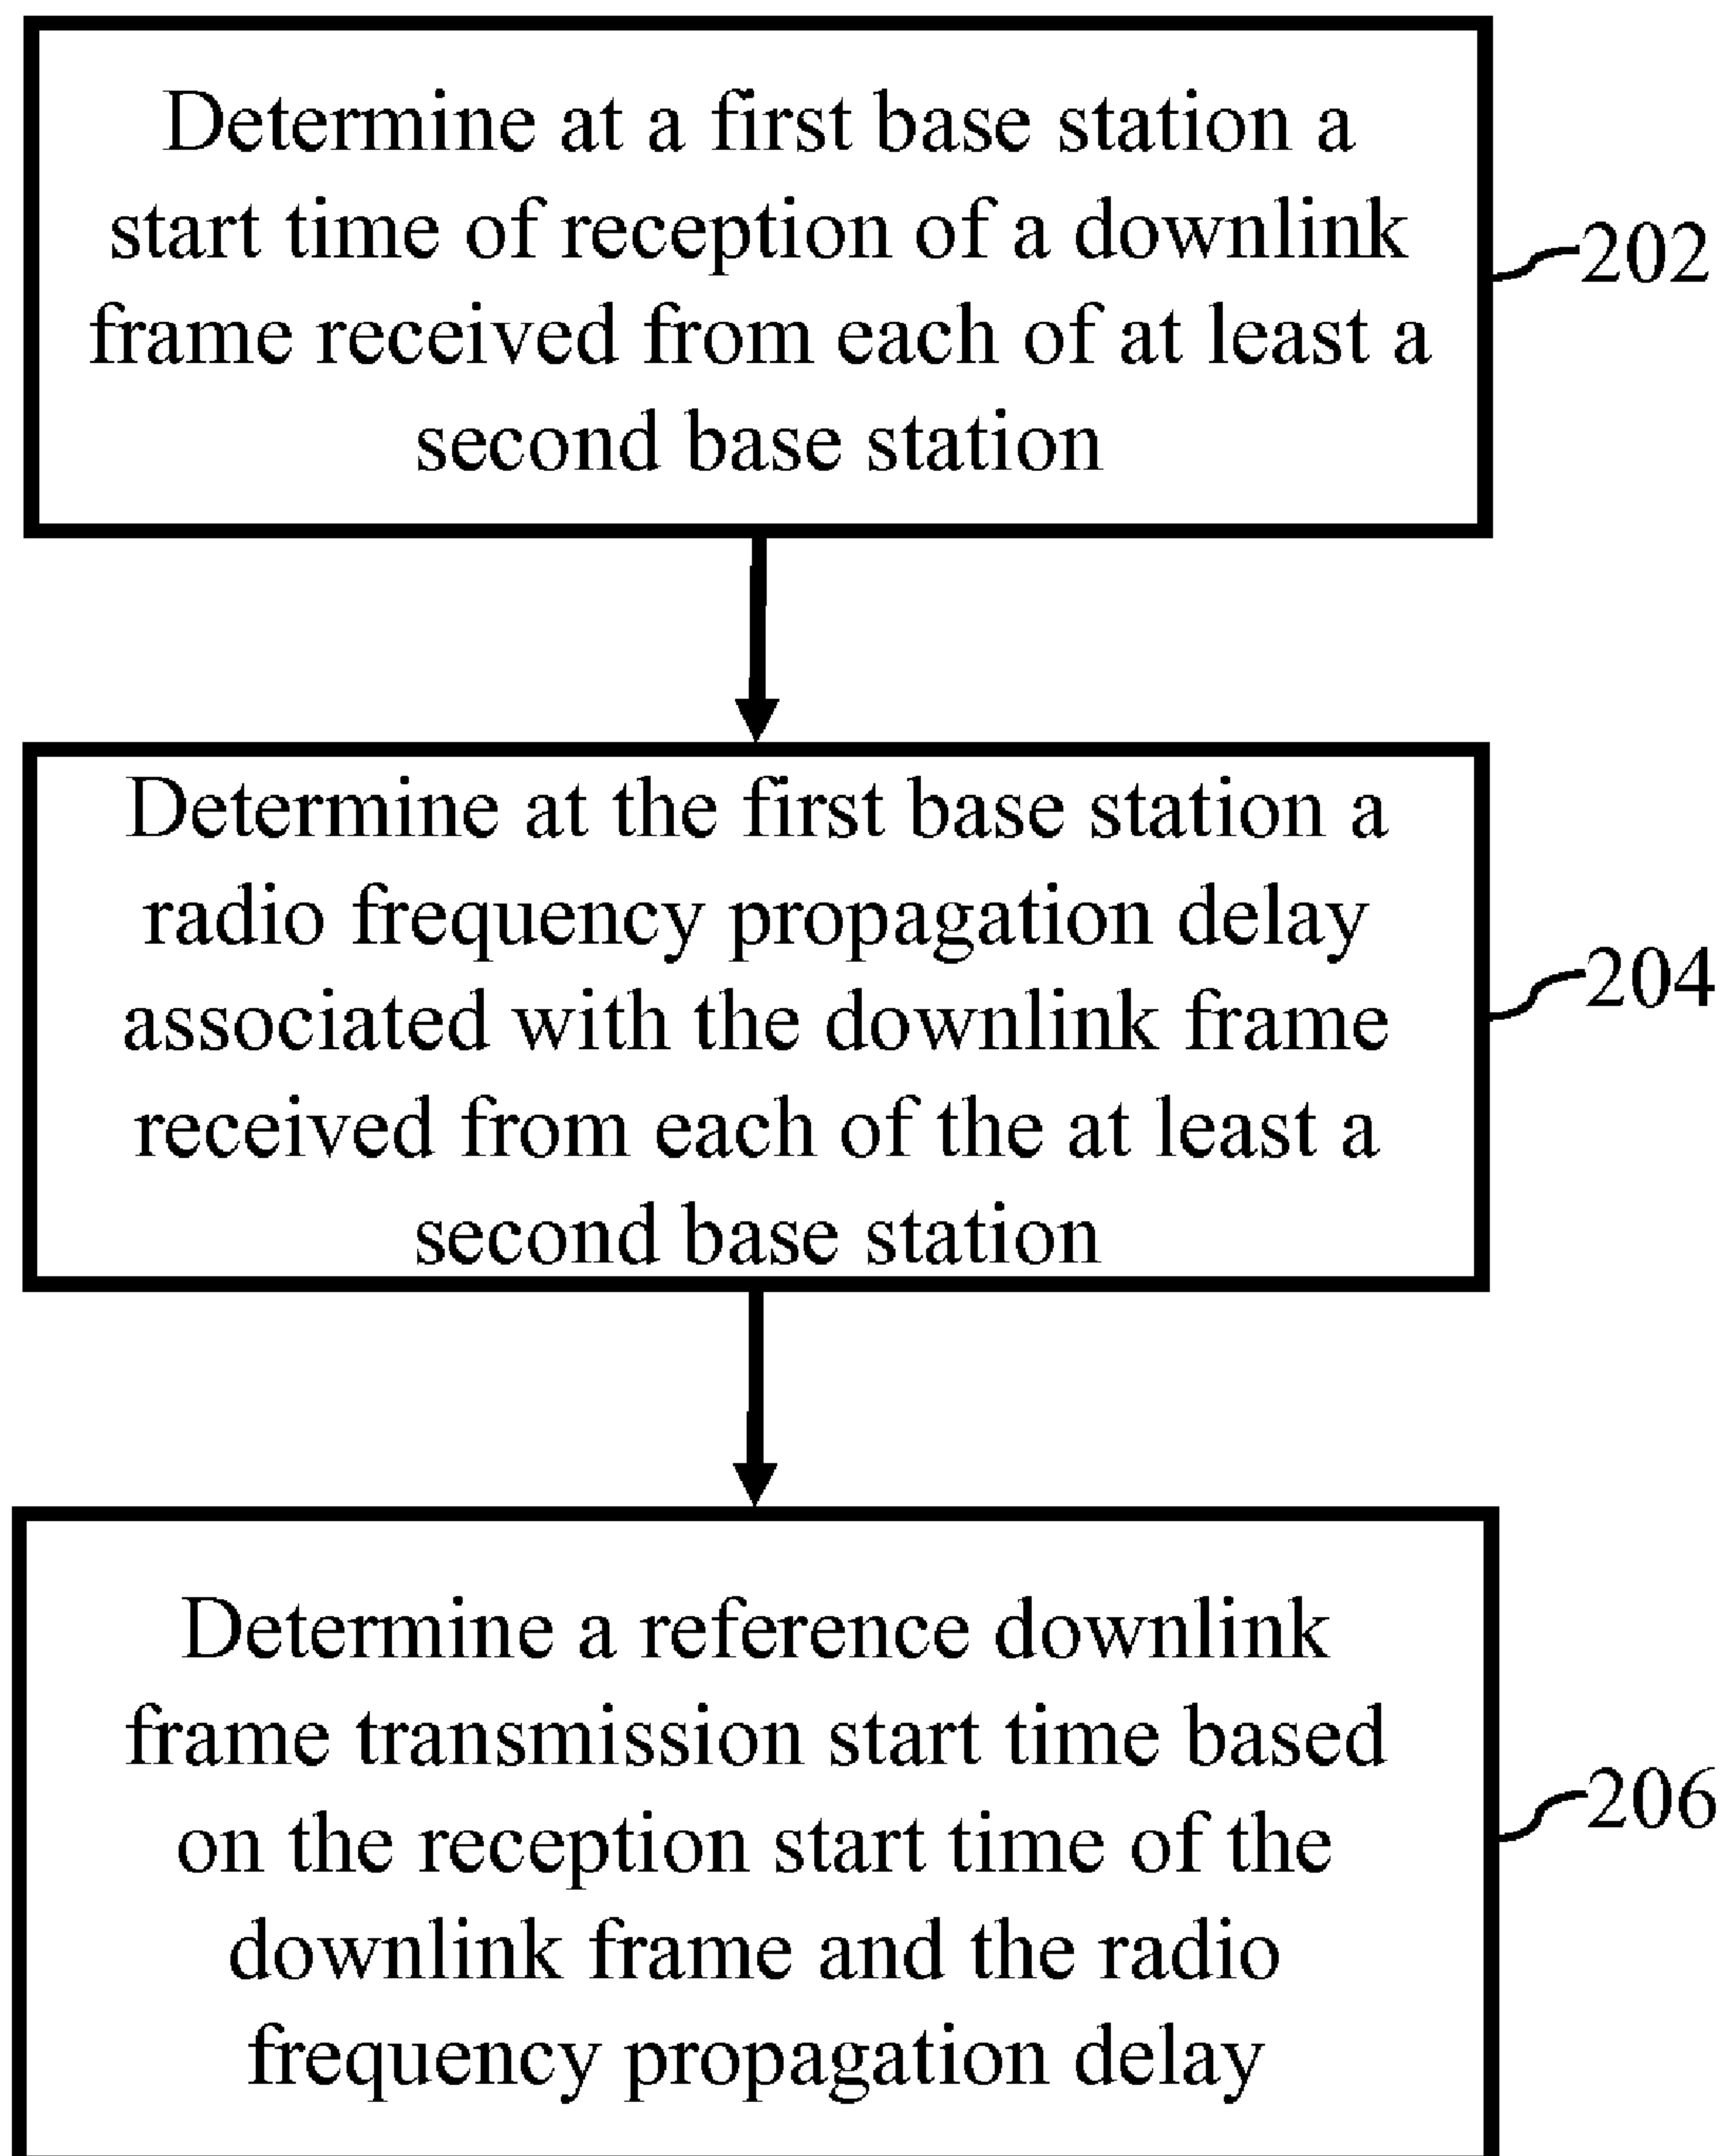 Determine at a first base station a
start time of reception of a downlink
frame received from each of at least a
second base station
202
Determine at the first base station a
radio frequency propagation delay
associated with the downlink frame
received from each of the at least a
second base station
204
Determine a reference downlink
frame transmission start time based
on the reception start time of the
downlink frame and the radio
frequency propagation delay
206